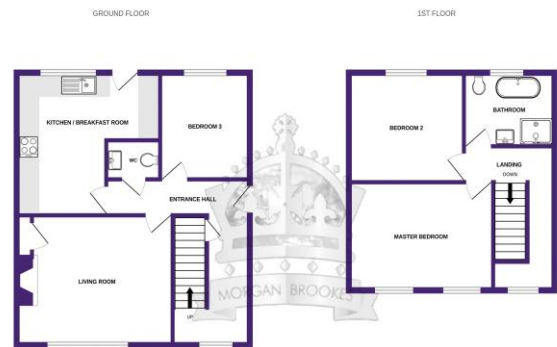 GROUND FLOOR
1ST FLOOR
KITCHEN / BREAKFAST ROOM
BEDROOM 3
WC
ENTRANCE HALL
LIVING ROOM
UP
BEDROOM 2
BATHROOM
LANDING
DOWN
MASTER BEDROOM
MORGAN BROOKES